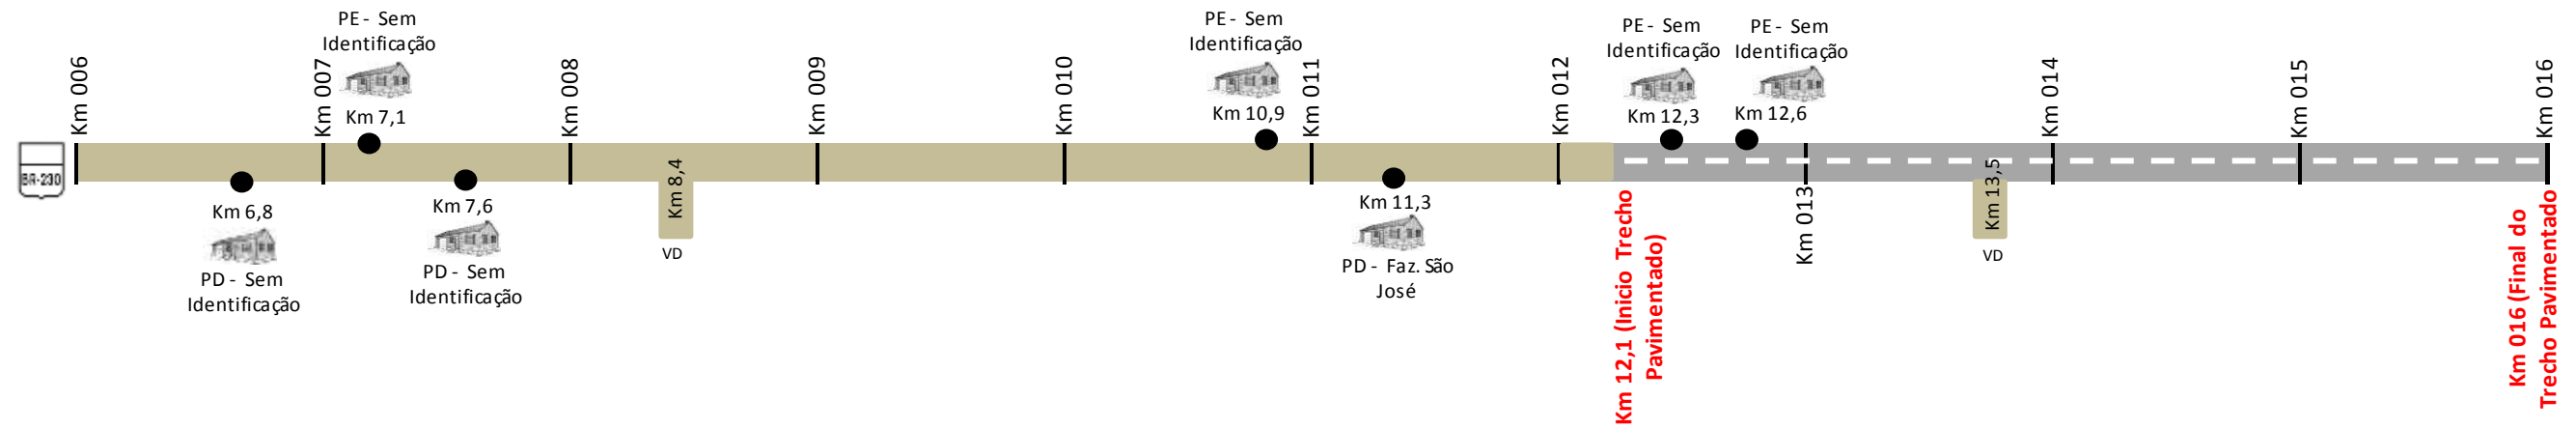 BR-230
Km 006
Km 6,8
PD - Sem
Identificação
Km 007
PE - Sem
Identificação
Km 7,1
Km 7,6
PD - Sem
Identificação
Km 008
Km 8,4
VD
Km 009
Km 010
PE - Sem
Identificação
Km 10,9
Km 011
Km 11,3
PD - Faz. São
José
Km 012
Km 12,1 (Inicio Trecho
Pavimentado)
PE - Sem
Identificação
Km 12,3
PE - Sem
Identificação
Km 12,6
Km 013
Km 13,5
VD
Km 014
Km 015
Km 016
Km 016 (Final do
Trecho Pavimentado